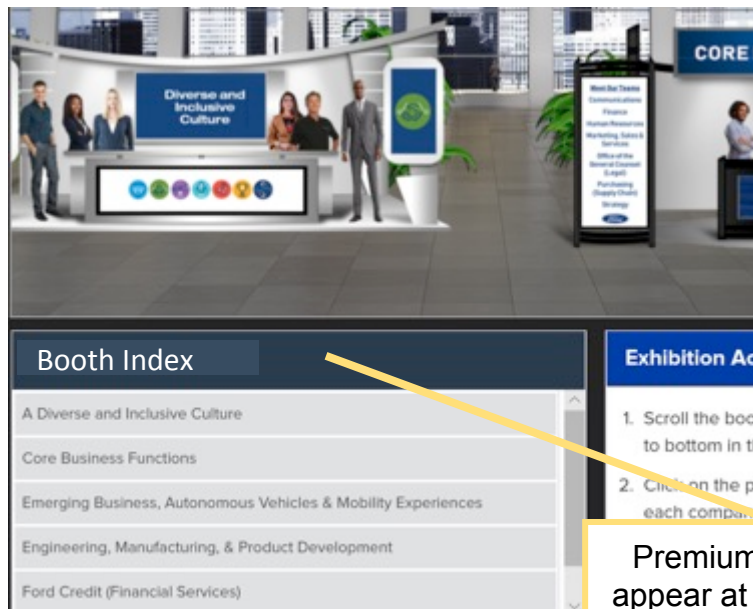 Diverse and
Inclusive
Culture
Meet Our Teams
Communications
Finance
Human Resources
Marketing, Sales &
Services
Office of the
General Counsel
(Legal)
Purchasing
(Supply Chain)
Strategy
Ford
CORE
Booth Index
A Diverse and Inclusive Culture
Core Business Functions
Emerging Business, Autonomous Vehicles & Mobility Experiences
Engineering, Manufacturing, & Product Development
Ford Credit (Financial Services)
Exhibition Ac
1. Scroll the boo
to bottom in t
2. Click on the p
each compan
Premium
appear at